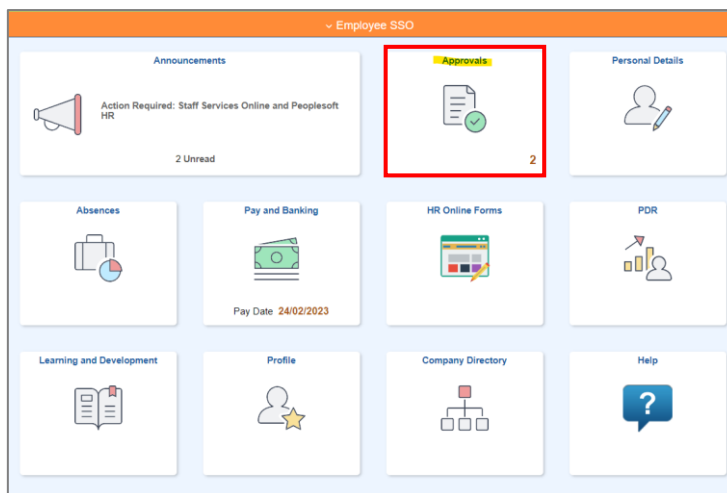 Employee SSO
Announcements
Action Required: Staff Services Online and Peoplesoft
HR
2 Unread
Approvals
2
Personal Details
Absences
Pay and Banking
Pay Date 24/02/2023
HR Online Forms
PDR
Learning and Development
Profile
Company Directory
Help
?